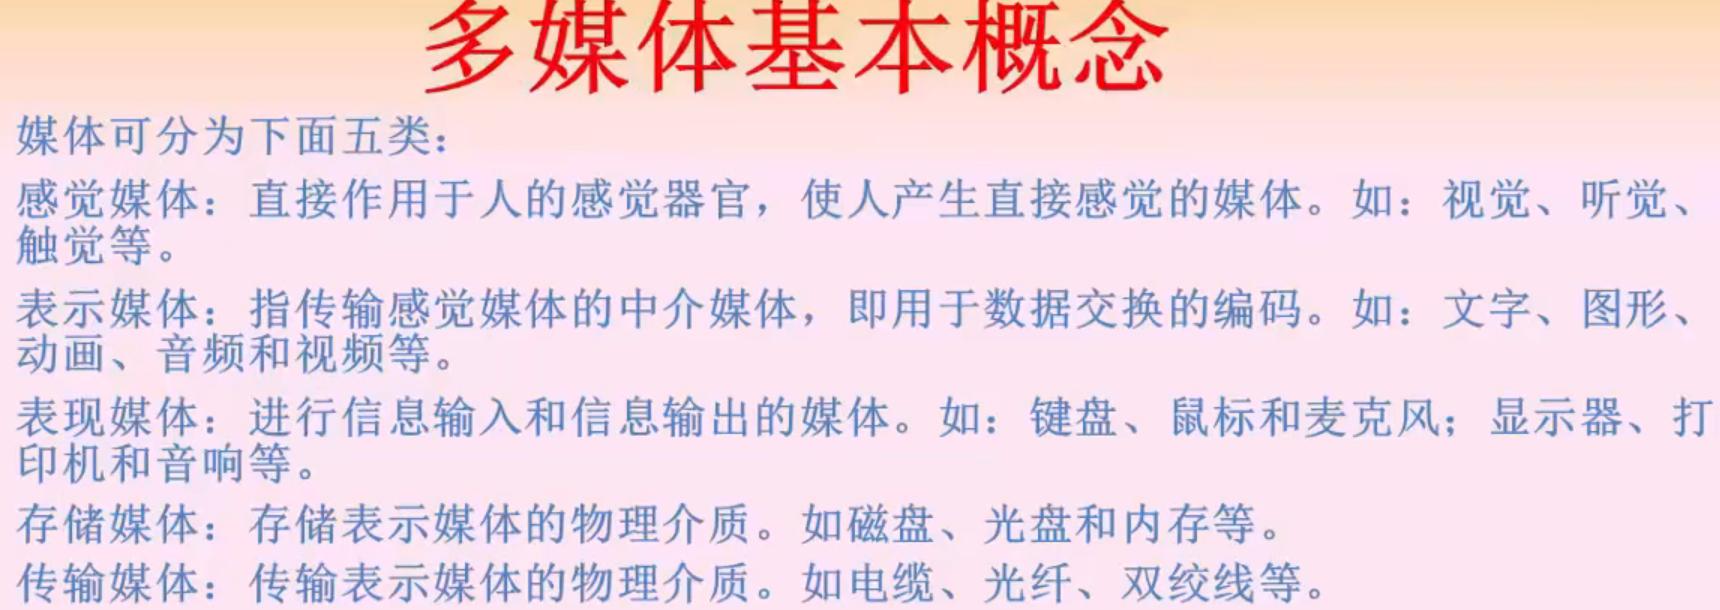 多媒体基本概念
媒体可分为下面五类：
感觉媒体：直接作用于人的感觉器官，使人产生直接感觉的媒体。如：视觉、听觉、
触觉等。
表示媒体：指传输感觉媒体的中介媒体，即用于数据交换的编码。如：文字、图形、
动画、音频和视频等。
表现媒体：进行信息输入和信息输出的媒体。如：键盘、鼠标和麦克风；显示器、打
印机和音响等。
存储媒体：存储表示媒体的物理介质。如磁盘、光盘和内存等。
传输媒体：传输表示媒体的物理介质。如电缆、光纤、双绞线等。